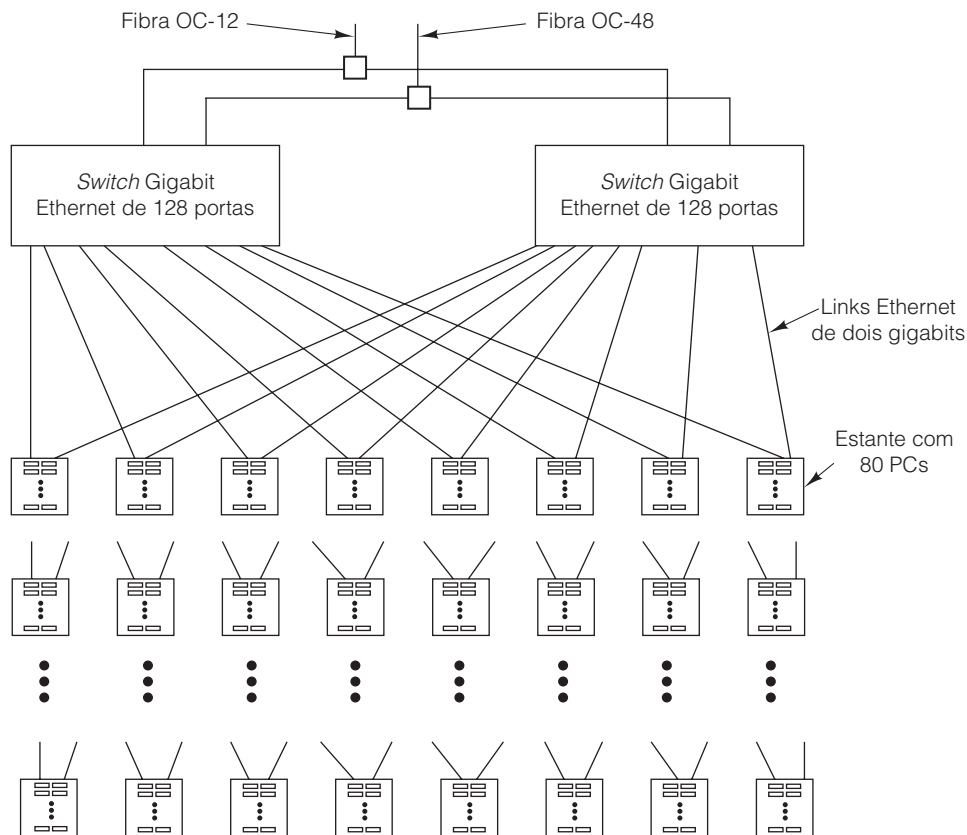 Fibra OC-12
Fibra OC-48
Switch Gigabit
Ethernet de 128 portas
Switch Gigabit
Ethernet de 128 portas
Links Ethernet
de dois gigabits
Estante com
80 PCs